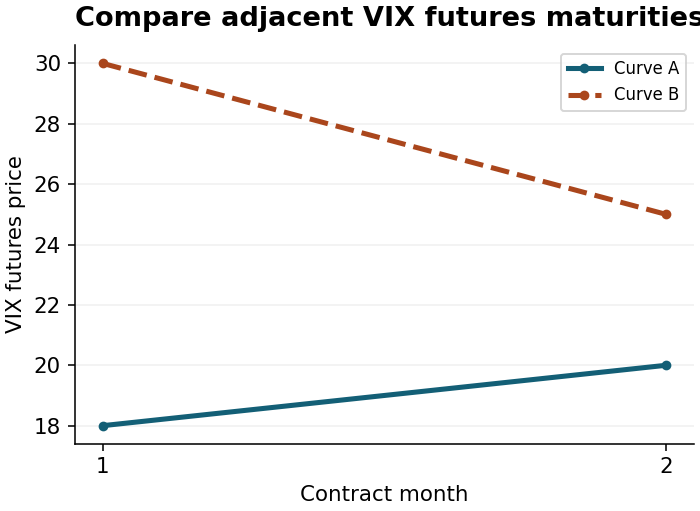 Compare adjacent VIX futures maturities
Curve A
Curve B
VIX futures price
30
28
26
24
22
20
18
1
2
Contract month